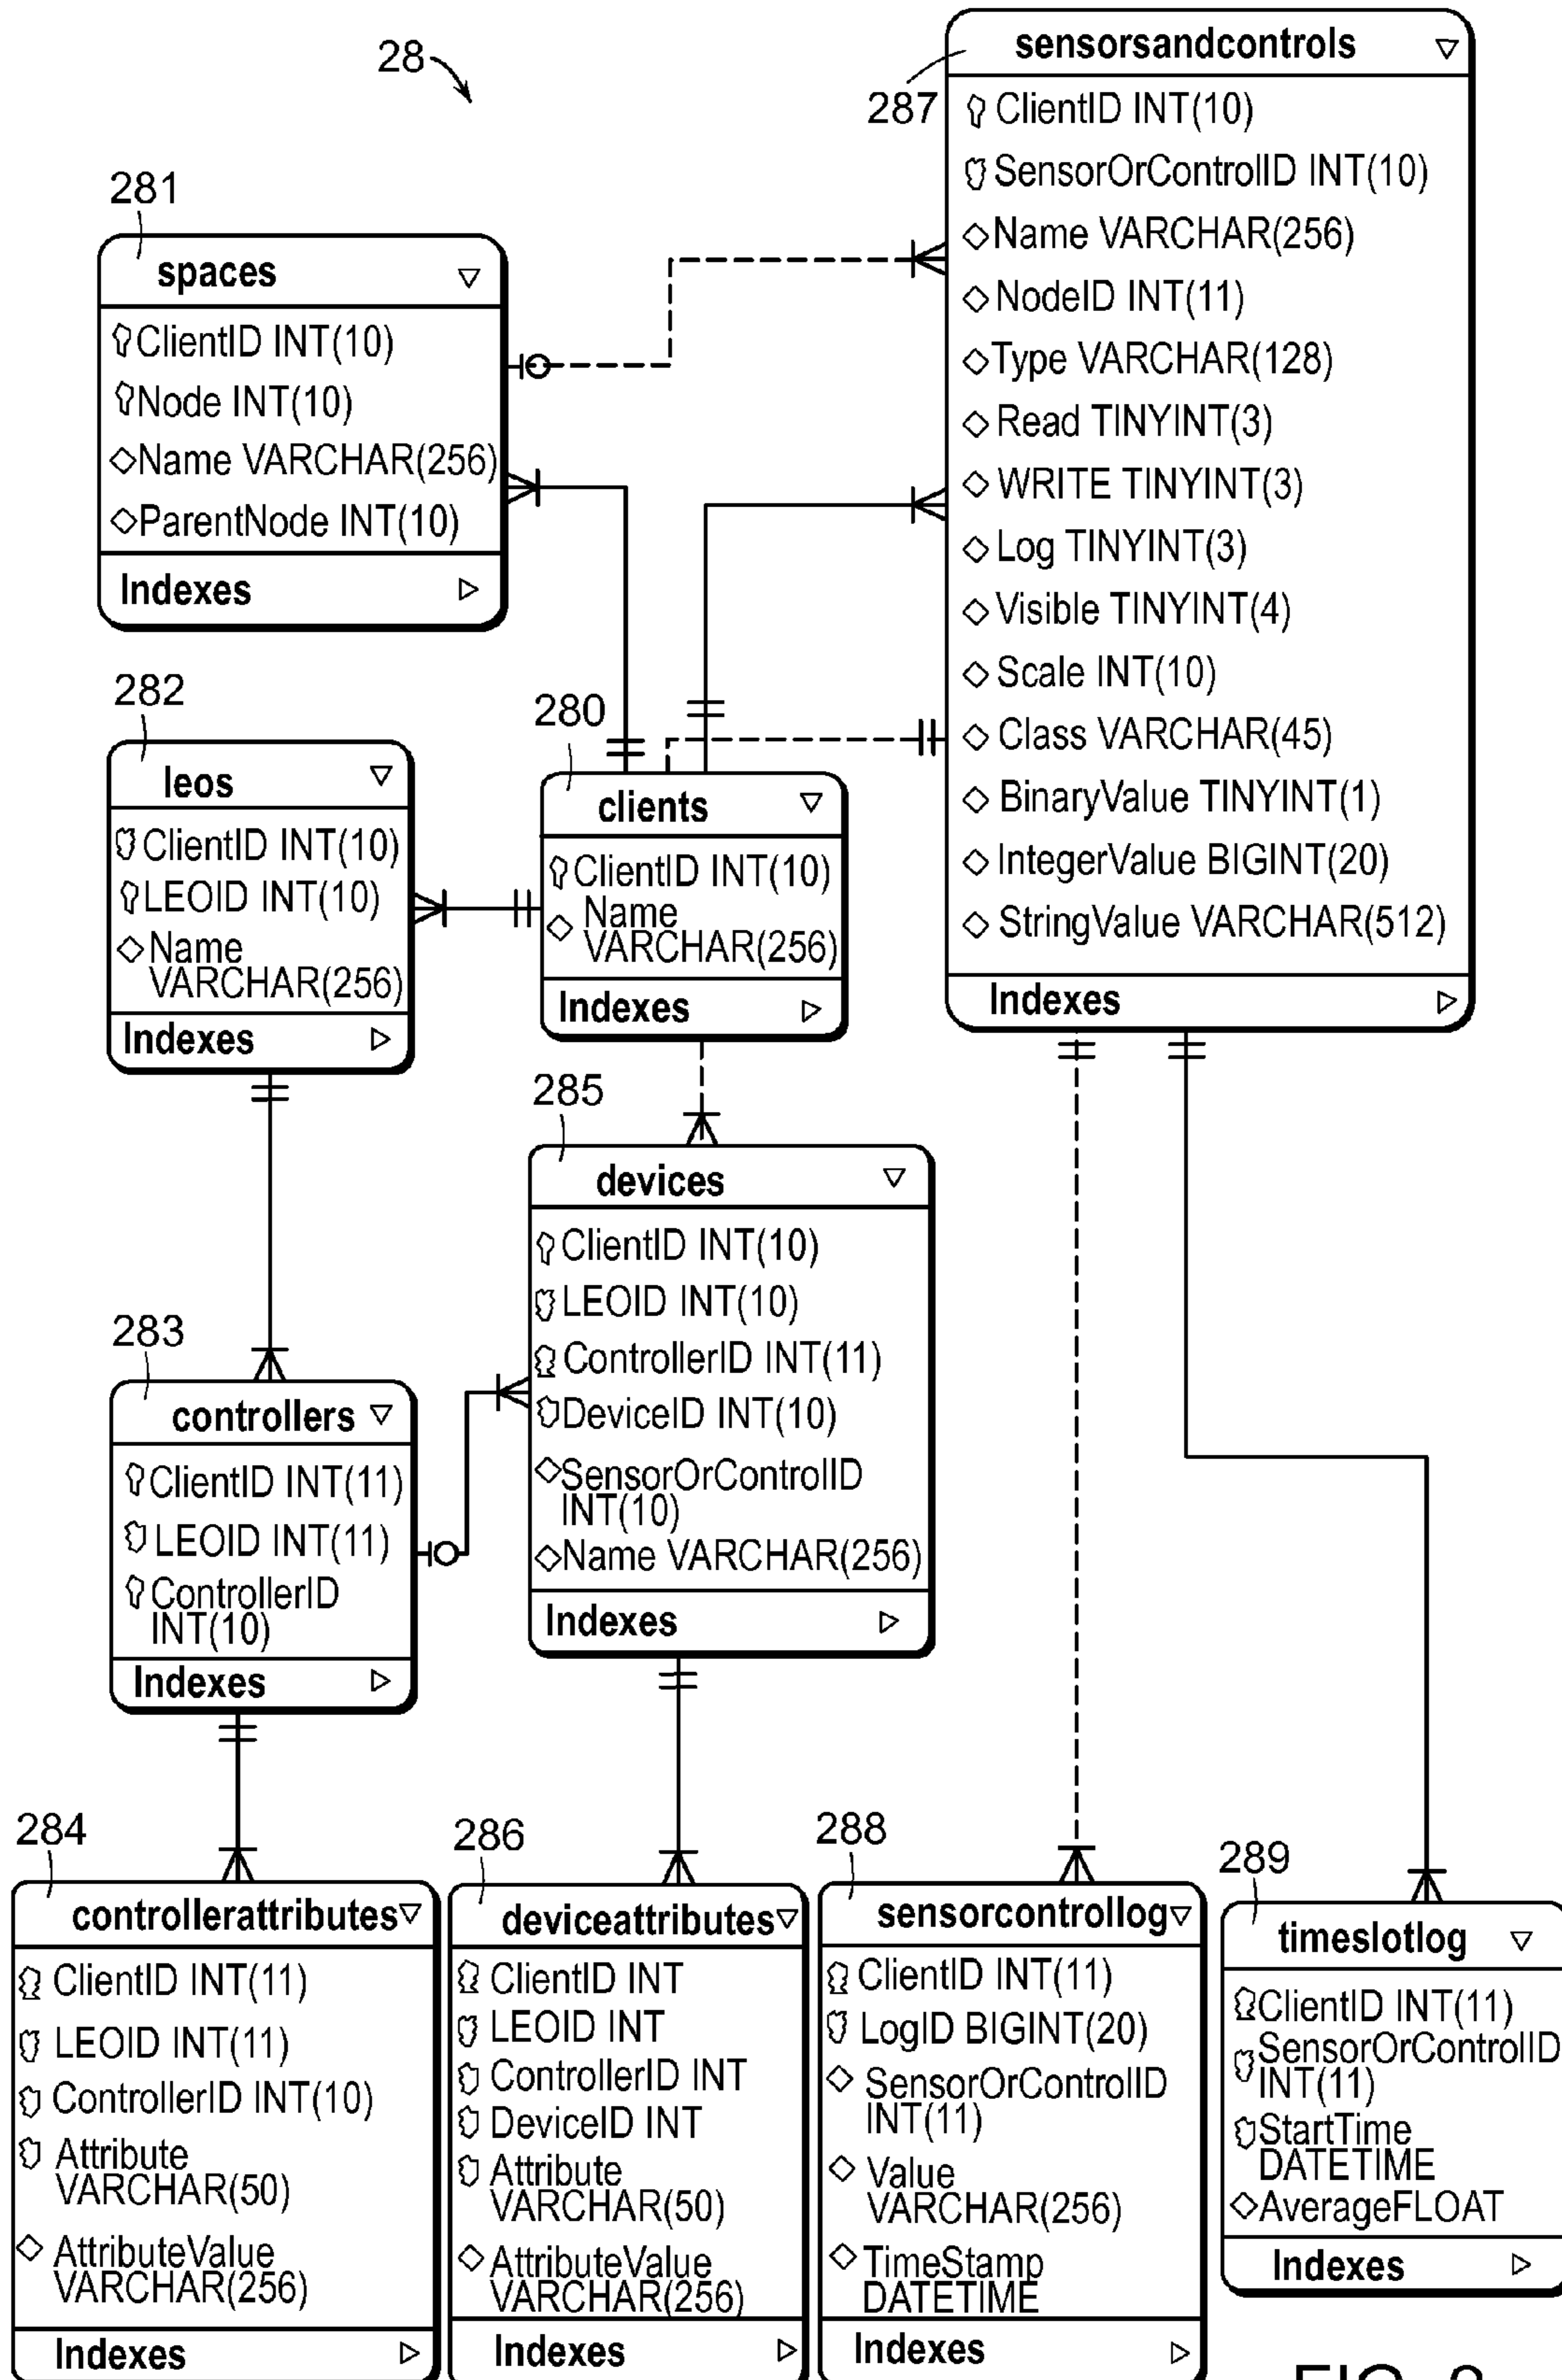 28
287
sensorsandcontrols
ClientID INT(10)
SensorOrControlID INT(10)
Name VARCHAR(256)
NodeID INT(11)
Type VARCHAR(128)
Read TINYINT(3)
WRITE TINYINT(3)
Log TINYINT(3)
Visible TINYINT(4)
Scale INT(10)
Class VARCHAR(45)
BinaryValue TINYINT(1)
IntegerValue BIGINT(20)
StringValue VARCHAR(512)
Indexes
281
spaces
ClientID INT(10)
Node INT(10)
Name VARCHAR(256)
ParentNode INT(10)
Indexes
282
leos
ClientID INT(10)
LEOID INT(10)
Name
VARCHAR(256)
Indexes
280
clients
ClientID INT(10)
Name
VARCHAR(256)
Indexes
285
devices
ClientID INT(10)
LEOID INT(10)
ControllerID INT(11)
DeviceID INT(10)
SensorOrControlID
INT(10)
Name VARCHAR(256)
Indexes
283
controllers
ClientID INT(11)
LEOID INT(11)
ControllerID
INT(10)
Indexes
284
controllerattributes
ClientID INT(11)
LEOID INT(11)
ControllerID INT(10)
Attribute
VARCHAR(50)
AttributeValue
VARCHAR(256)
Indexes
286
deviceattributes
ClientID INT
LEOID INT
ControllerID INT
DeviceID INT
Attribute
VARCHAR(50)
AttributeValue
VARCHAR(256)
Indexes
288
sensorcontrollog
ClientID INT(11)
LogID BIGINT(20)
SensorOrControlID
INT(11)
Value
VARCHAR(256)
TimeStamp
DATETIME
Indexes
289
timeslotlog
ClientID INT(11)
SensorOrControlID
INT(11)
StartTime
DATETIME
AverageFLOAT
Indexes